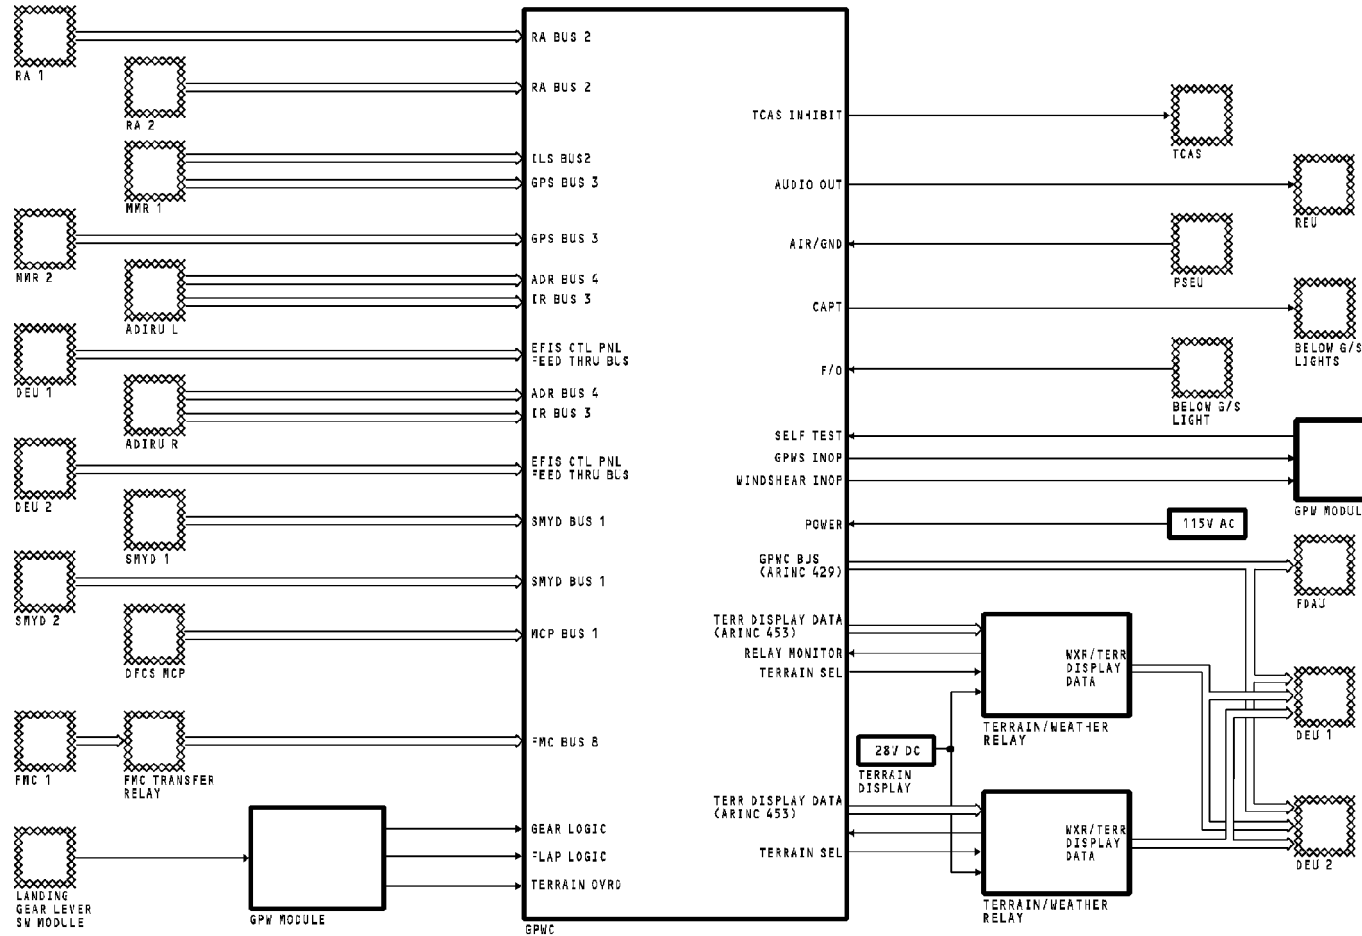 RA BUS 2
RA 1
RA BUS 2
RA 2
ILS BUS2
GPS BUS 3
MMR 1
GPS BUS 3
MMR 2
ADR BUS 4
IR BUS 3
ADIRU L
EFIS CTL PNL
FEED THRU BUS
DEU 1
ADR BUS 4
IR BUS 3
ADIRU R
EFIS CTL PNL
FEED THRU BUS
DEU 2
SMYD BUS 1
SMYD 1
SMYD BUS 1
SMYD 2
MCP BUS 1
DFCS MCP
FMC BUS 8
FMC 1
FMC TRANSFER
RELAY
GEAR LOGIC
FLAP LOGIC
TERRAIN OVRD
LANDING
GEAR LEVER
SW MODULE
GPW MODULE
GPWC
TCAS INHIBIT
TCAS
AUDIO OUT
REU
AIR/GND
PSEU
CAPT
BELOW G/S
LIGHTS
F/O
BELOW G/S
LIGHT
SELF TEST
GPWS INOP
WINDSHEAR INOP
GPW MODUL
POWER
115V AC
GPWC BUS
(ARINC 429)
FDAU
TERR DISPLAY DATA
(ARINC 453)
RELAY MONITOR
TERRAIN SEL
WXR/TERR
DISPLAY
DATA
TERRAIN/WEATHER
RELAY
DEU 1
28V DC
TERRAIN
DISPLAY
TERR DISPLAY DATA
(ARINC 453)
TERRAIN SEL
WXR/TERR
DISPLAY
DATA
TERRAIN/WEATHER
RELAY
DEU 2